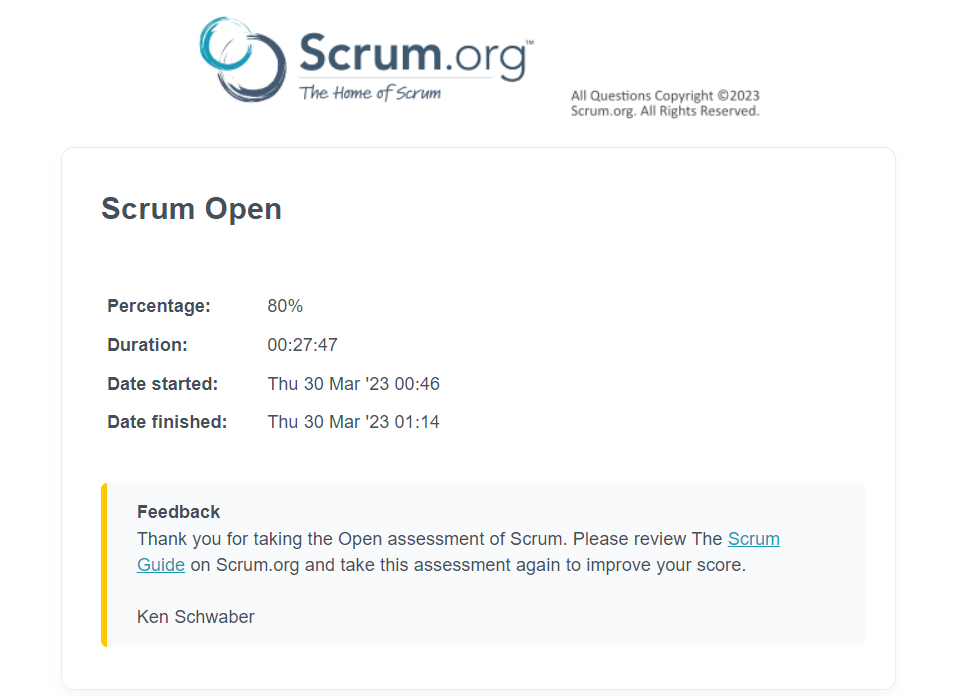 Scrum.org™
The Home of Scrum
All Questions Copyright ©2023
Scrum.org. All Rights Reserved.
Scrum Open
Percentage: 80%
Duration: 00:27:47
Date started: Thu 30 Mar '23 00:46
Date finished: Thu 30 Mar '23 01:14
Feedback
Thank you for taking the Open assessment of Scrum. Please review The Scrum
Guide on Scrum.org and take this assessment again to improve your score.
Ken Schwaber